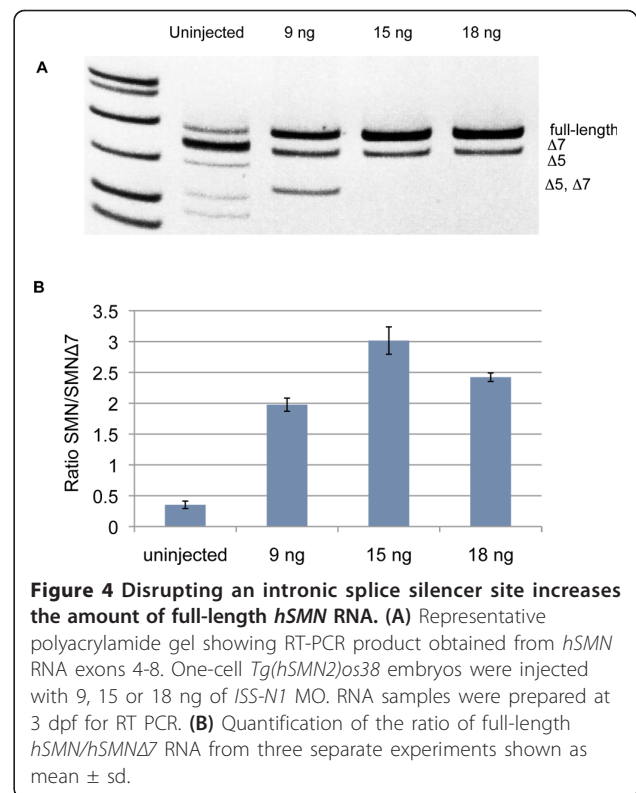 Uninjected 9 ng 15 ng 18 ng
A
full-length
Δ7
Δ5
Δ5, Δ7
B
3.5
3
2.5
2
1.5
1
0.5
0
Ratio SMN/SMNΔ7
uninjected 9 ng 15 ng 18 ng
Figure 4 Disrupting an intronic splice silencer site increases
the amount of full-length hSMN RNA. (A) Representative
polyacrylamide gel showing RT-PCR product obtained from hSMN
RNA exons 4-8. One-cell Tg(hSMN2)os38 embryos were injected
with 9, 15 or 18 ng of ISS-N1 MO. RNA samples were prepared at
3 dpf for RT PCR. (B) Quantification of the ratio of full-length
hSMN/hSMNΔ7 RNA from three separate experiments shown as
mean ± sd.